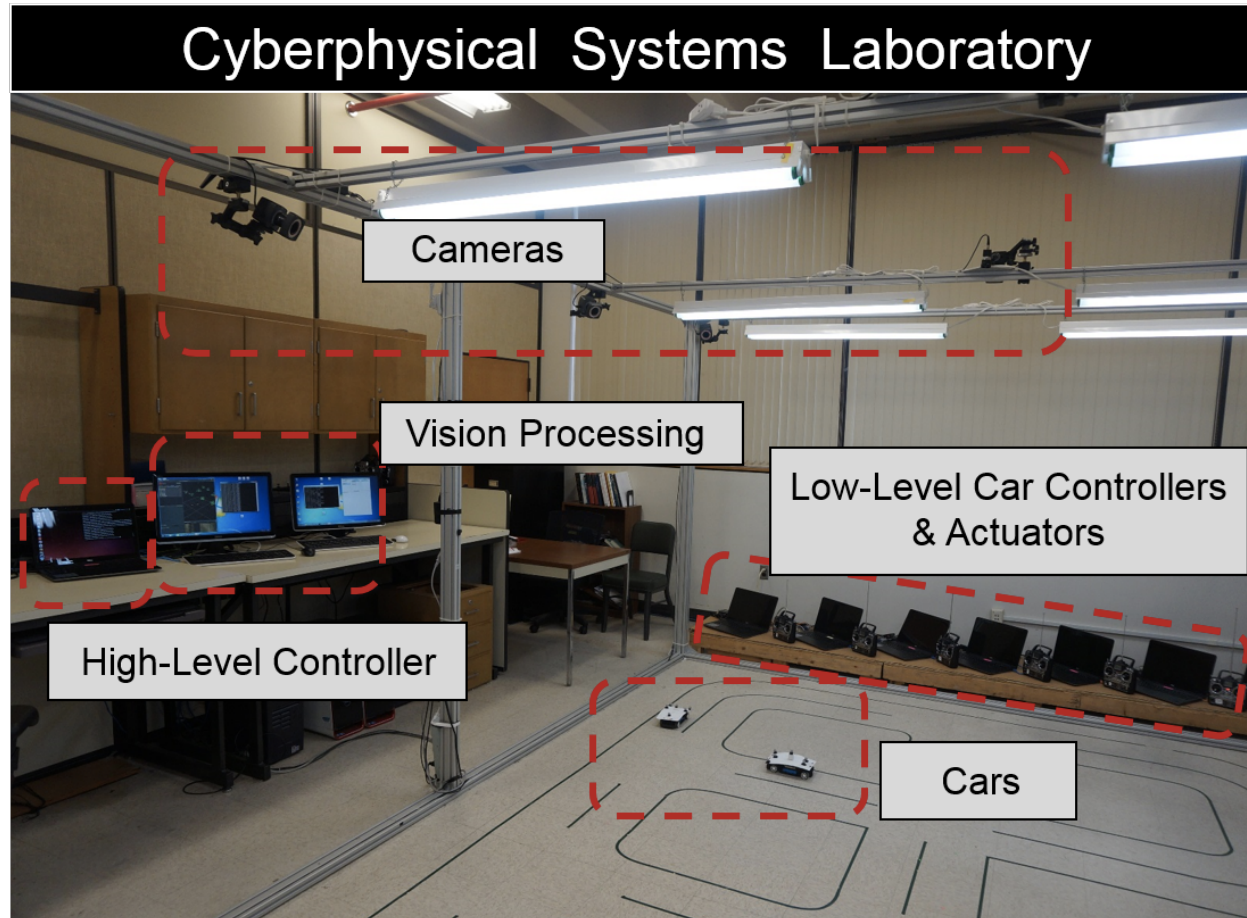 Cyberphysical Systems Laboratory
Cameras
Vision Processing
Low-Level Car Controllers
& Actuators
High-Level Controller
Cars